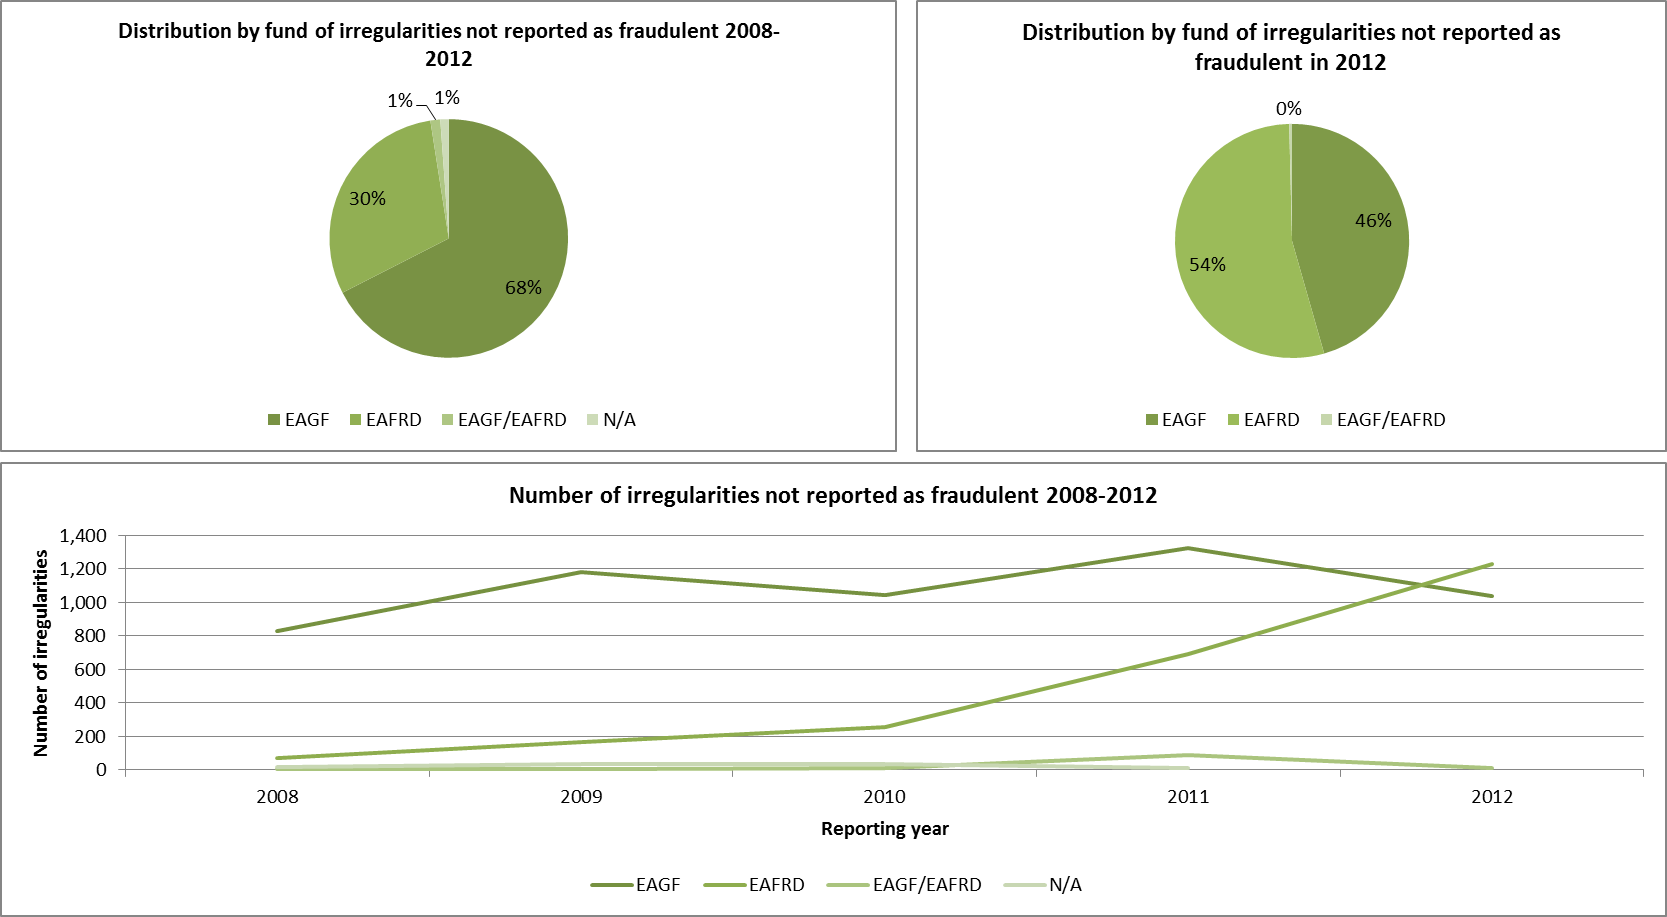 Distribution by fund of irregularities not reported as fraudulent 2008-
2012
1% 1%
30%
68%
EAGF EAFRD EAGF/EAFRD N/A
Distribution by fund of irregularities not reported as
fraudulent in 2012
0%
46%
54%
EAGF EAFRD EAGF/EAFRD
Number of irregularities not reported as fraudulent 2008-2012
Number of irregularities
1,400
1,200
1,000
800
600
400
200
0
2008 2009 2010 2011 2012
Reporting year
EAGF EAFRD EAGF/EAFRD N/A